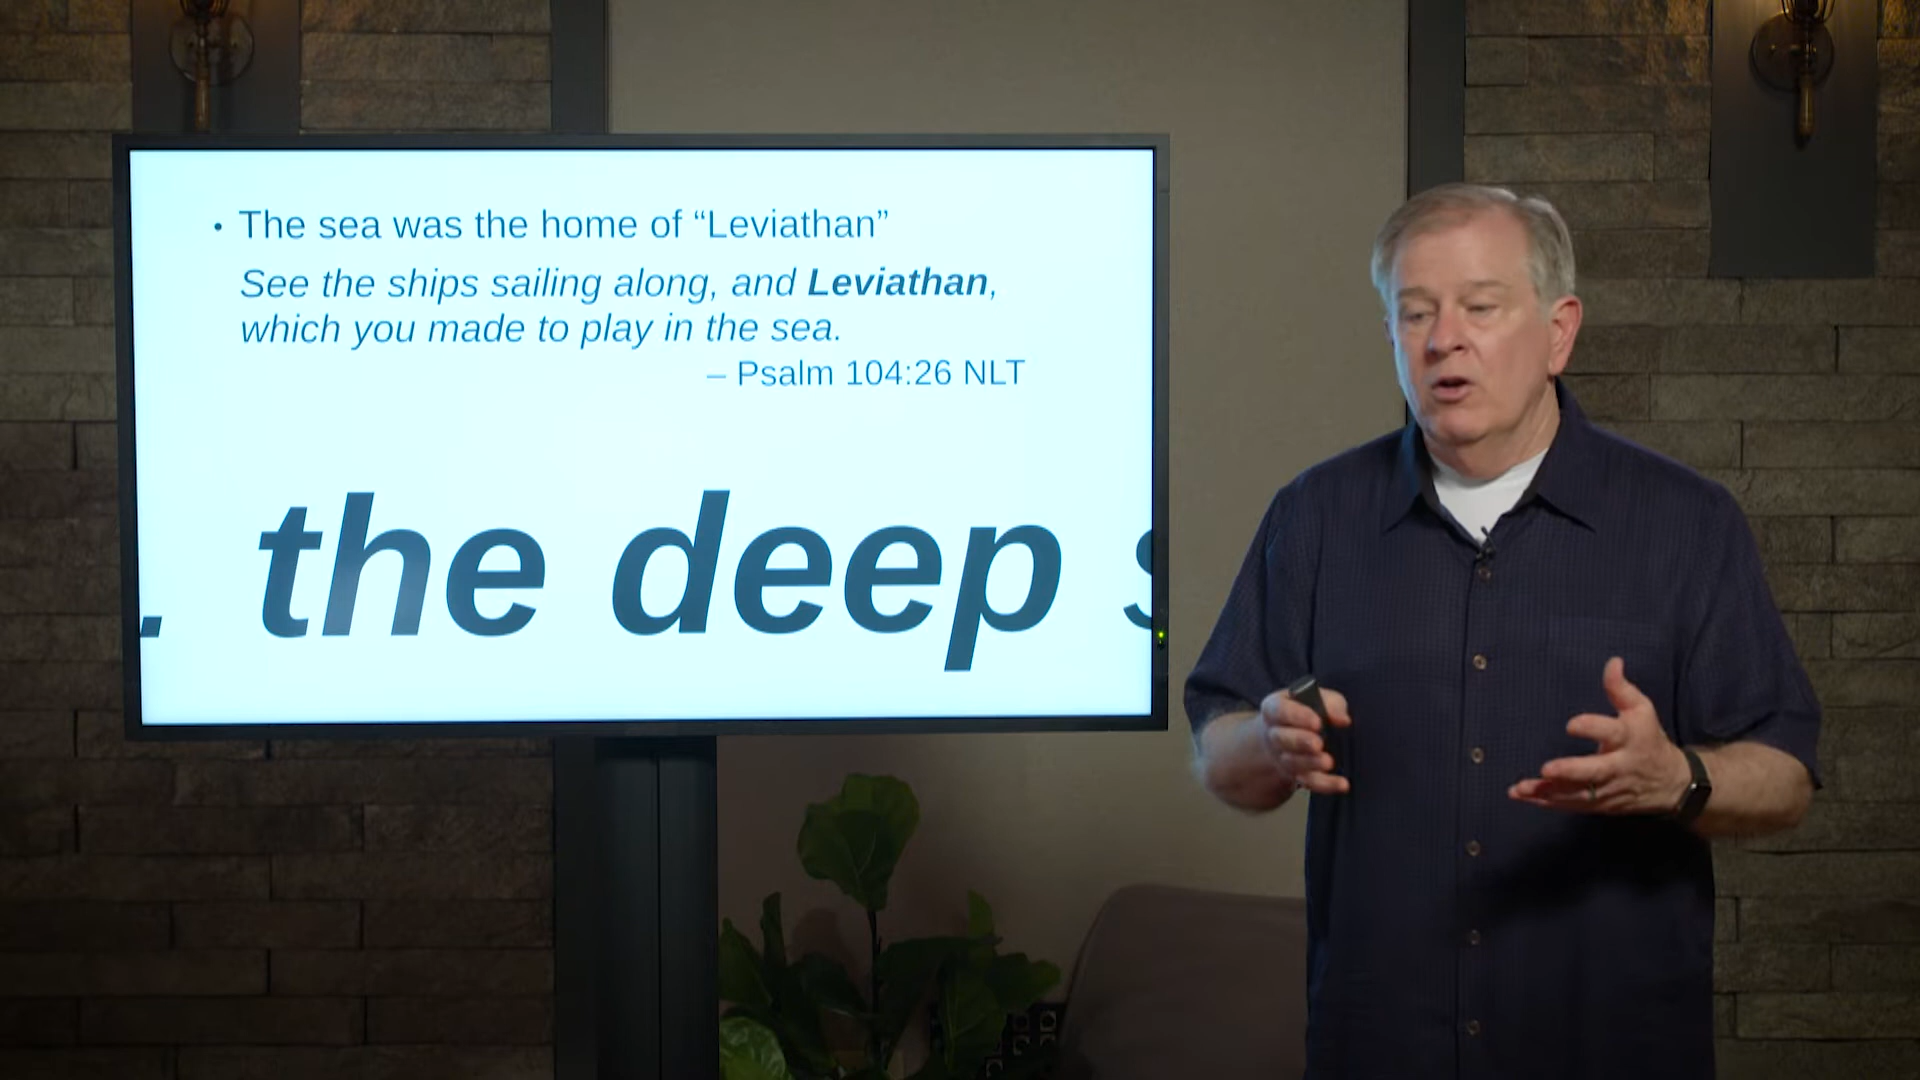 • The sea was the home of “Leviathan”
See the ships sailing along, and Leviathan,
which you made to play in the sea.
– Psalm 104:26 NLT
. the deep s